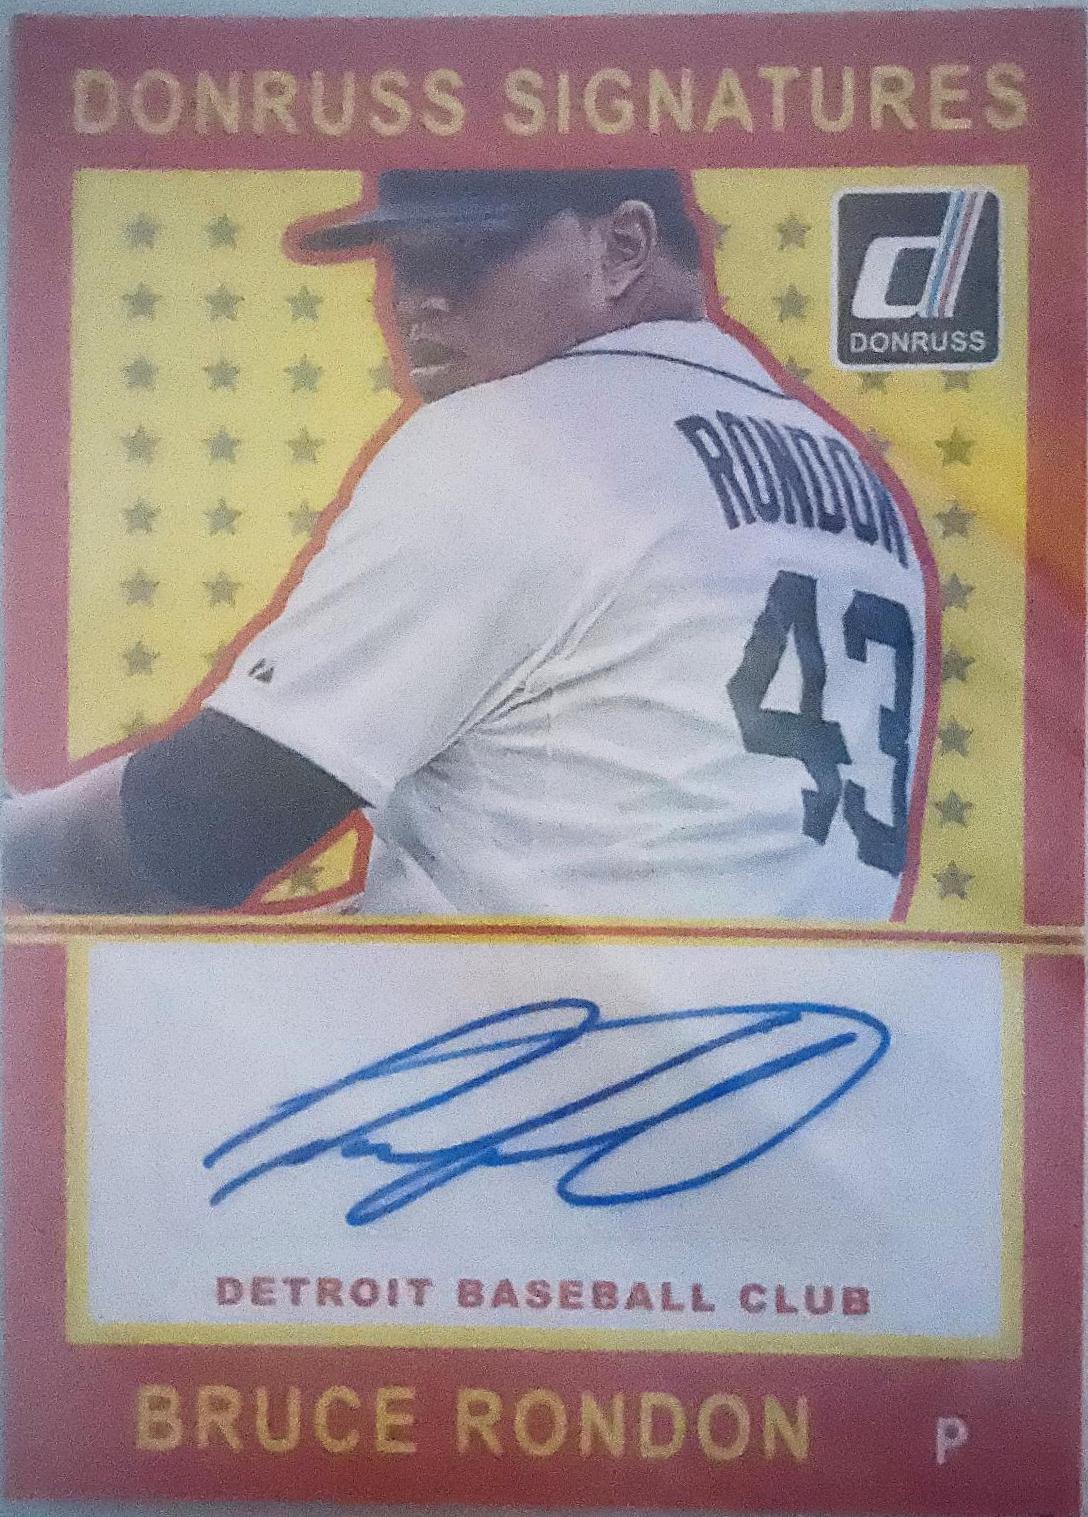 DONRUSS SIGNATURES
d
DONRUSS
RONDON
43
DETROIT BASEBALL CLUB
BRUCE RONDON
P